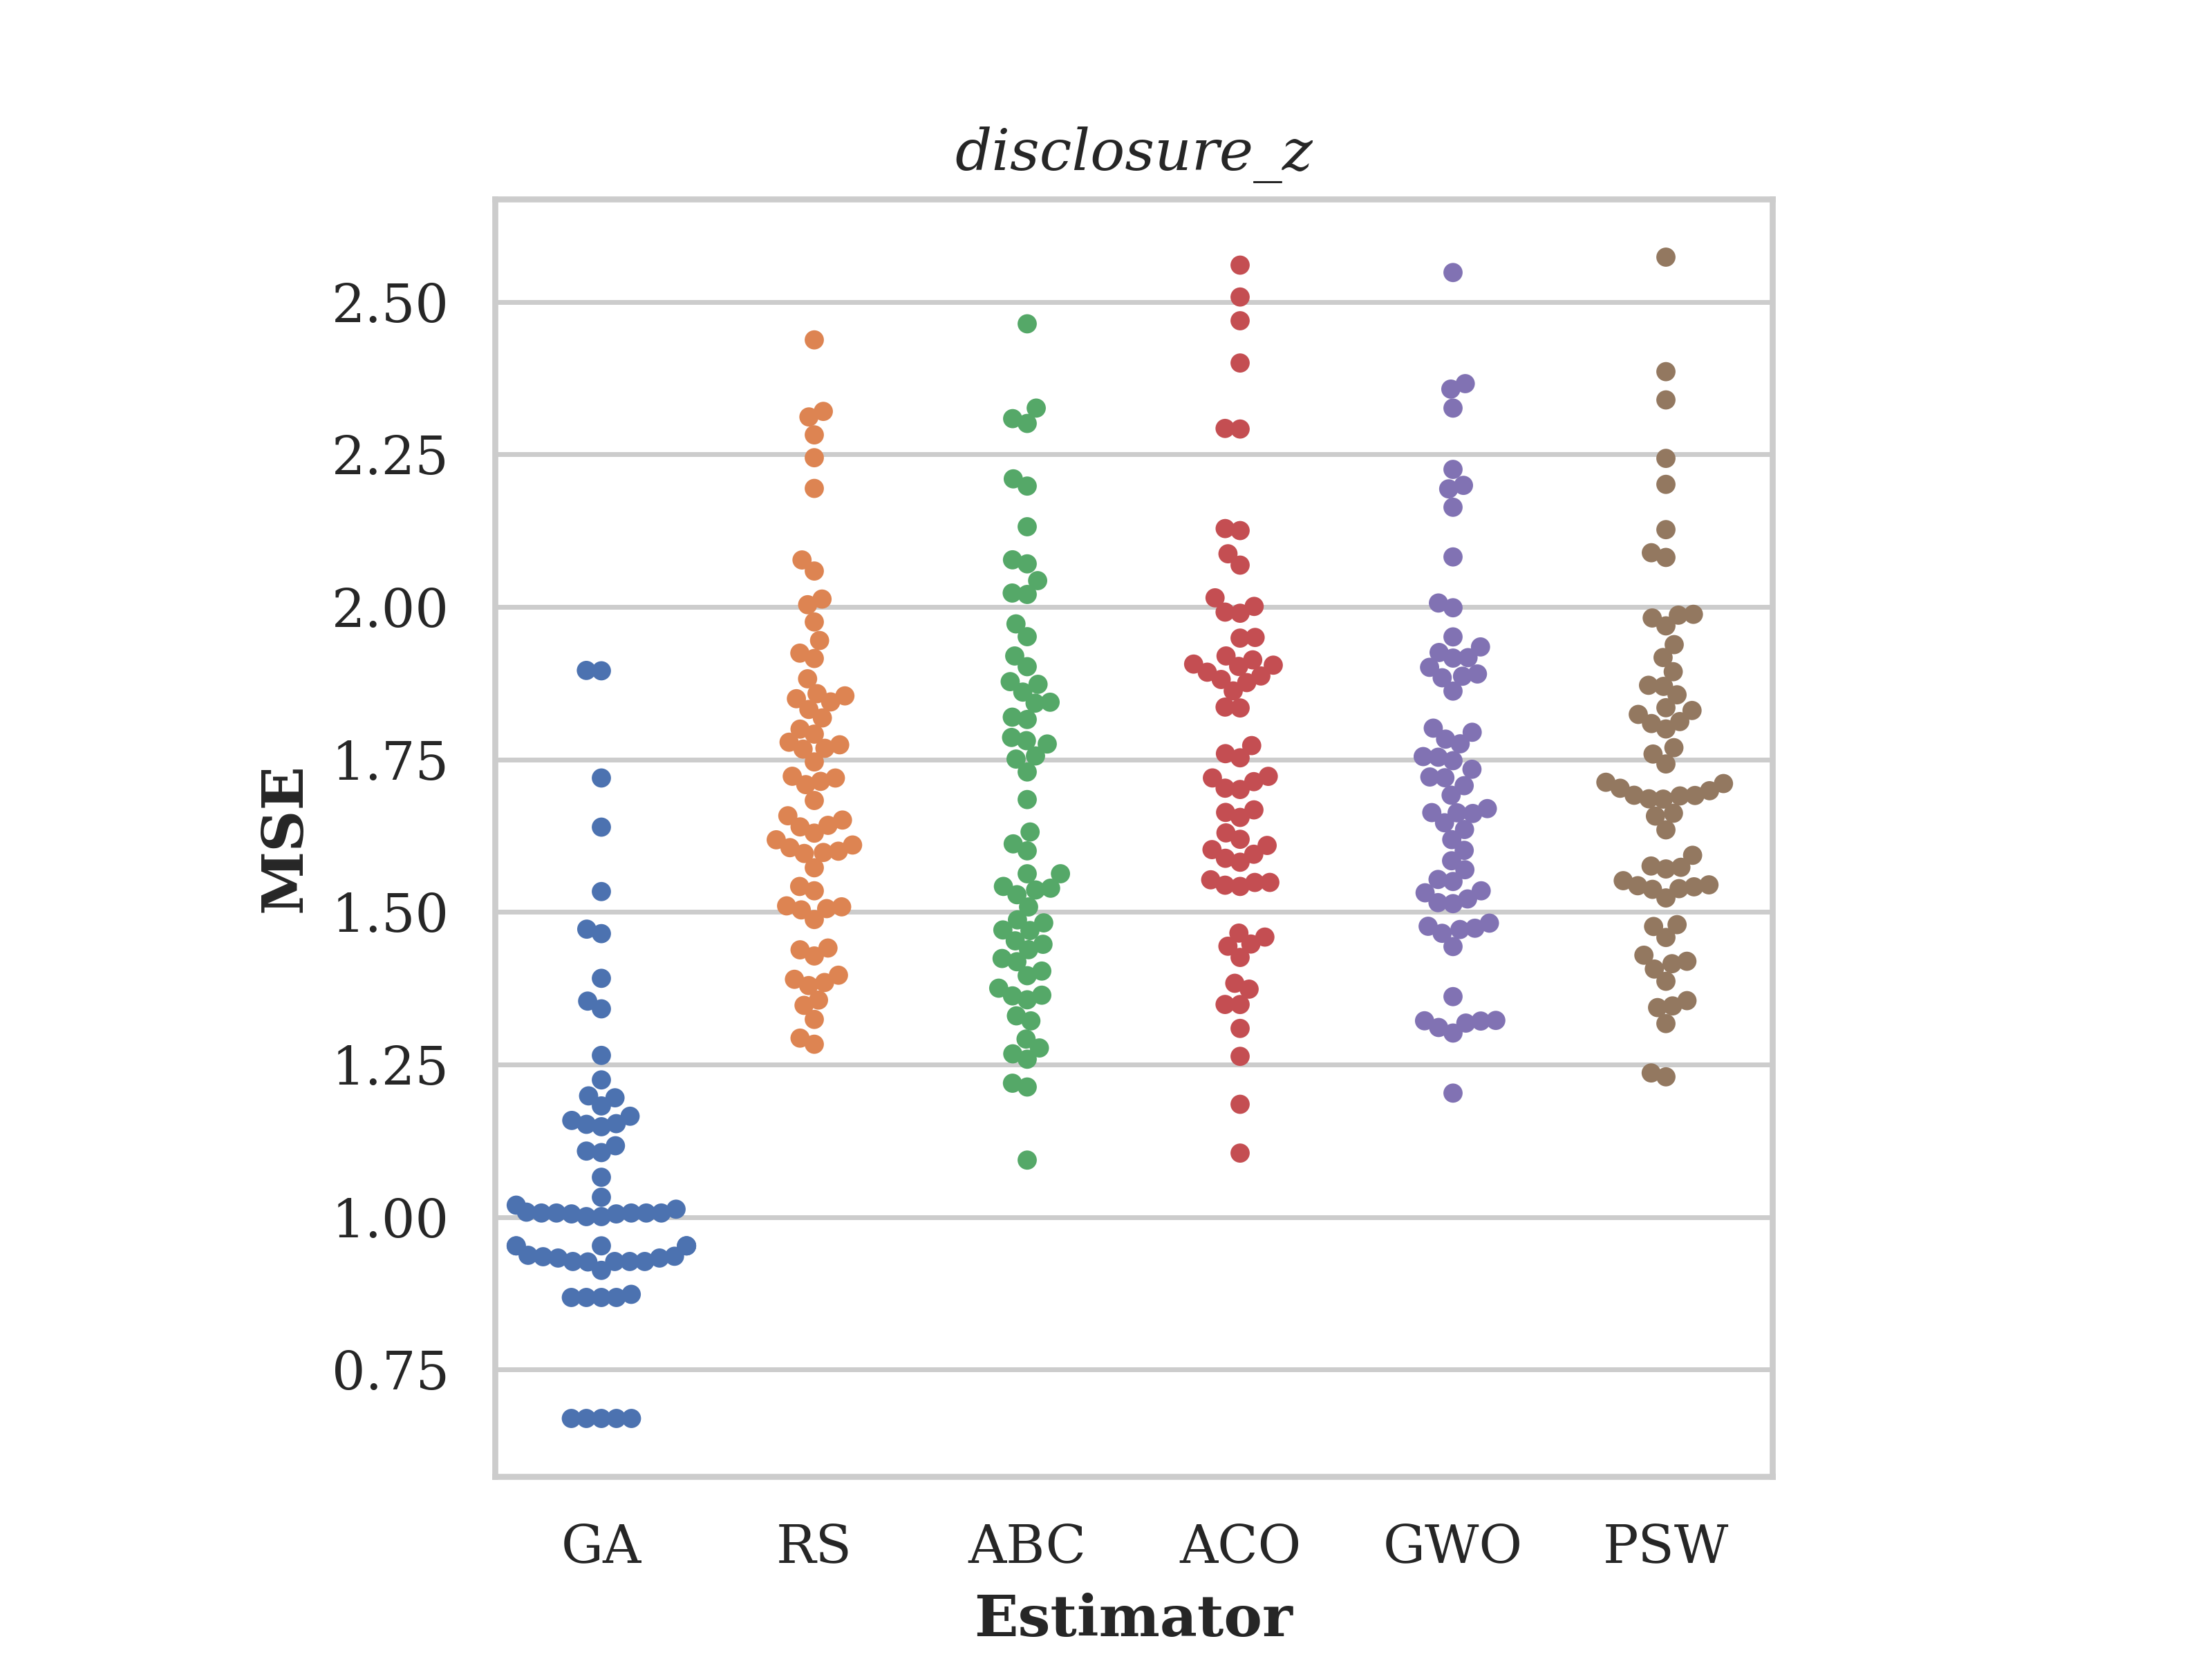 disclosure_z
2.50
2.25
2.00
1.75
1.50
1.25
1.00
0.75
MSE
GA RS ABC ACO GWO PSW
Estimator